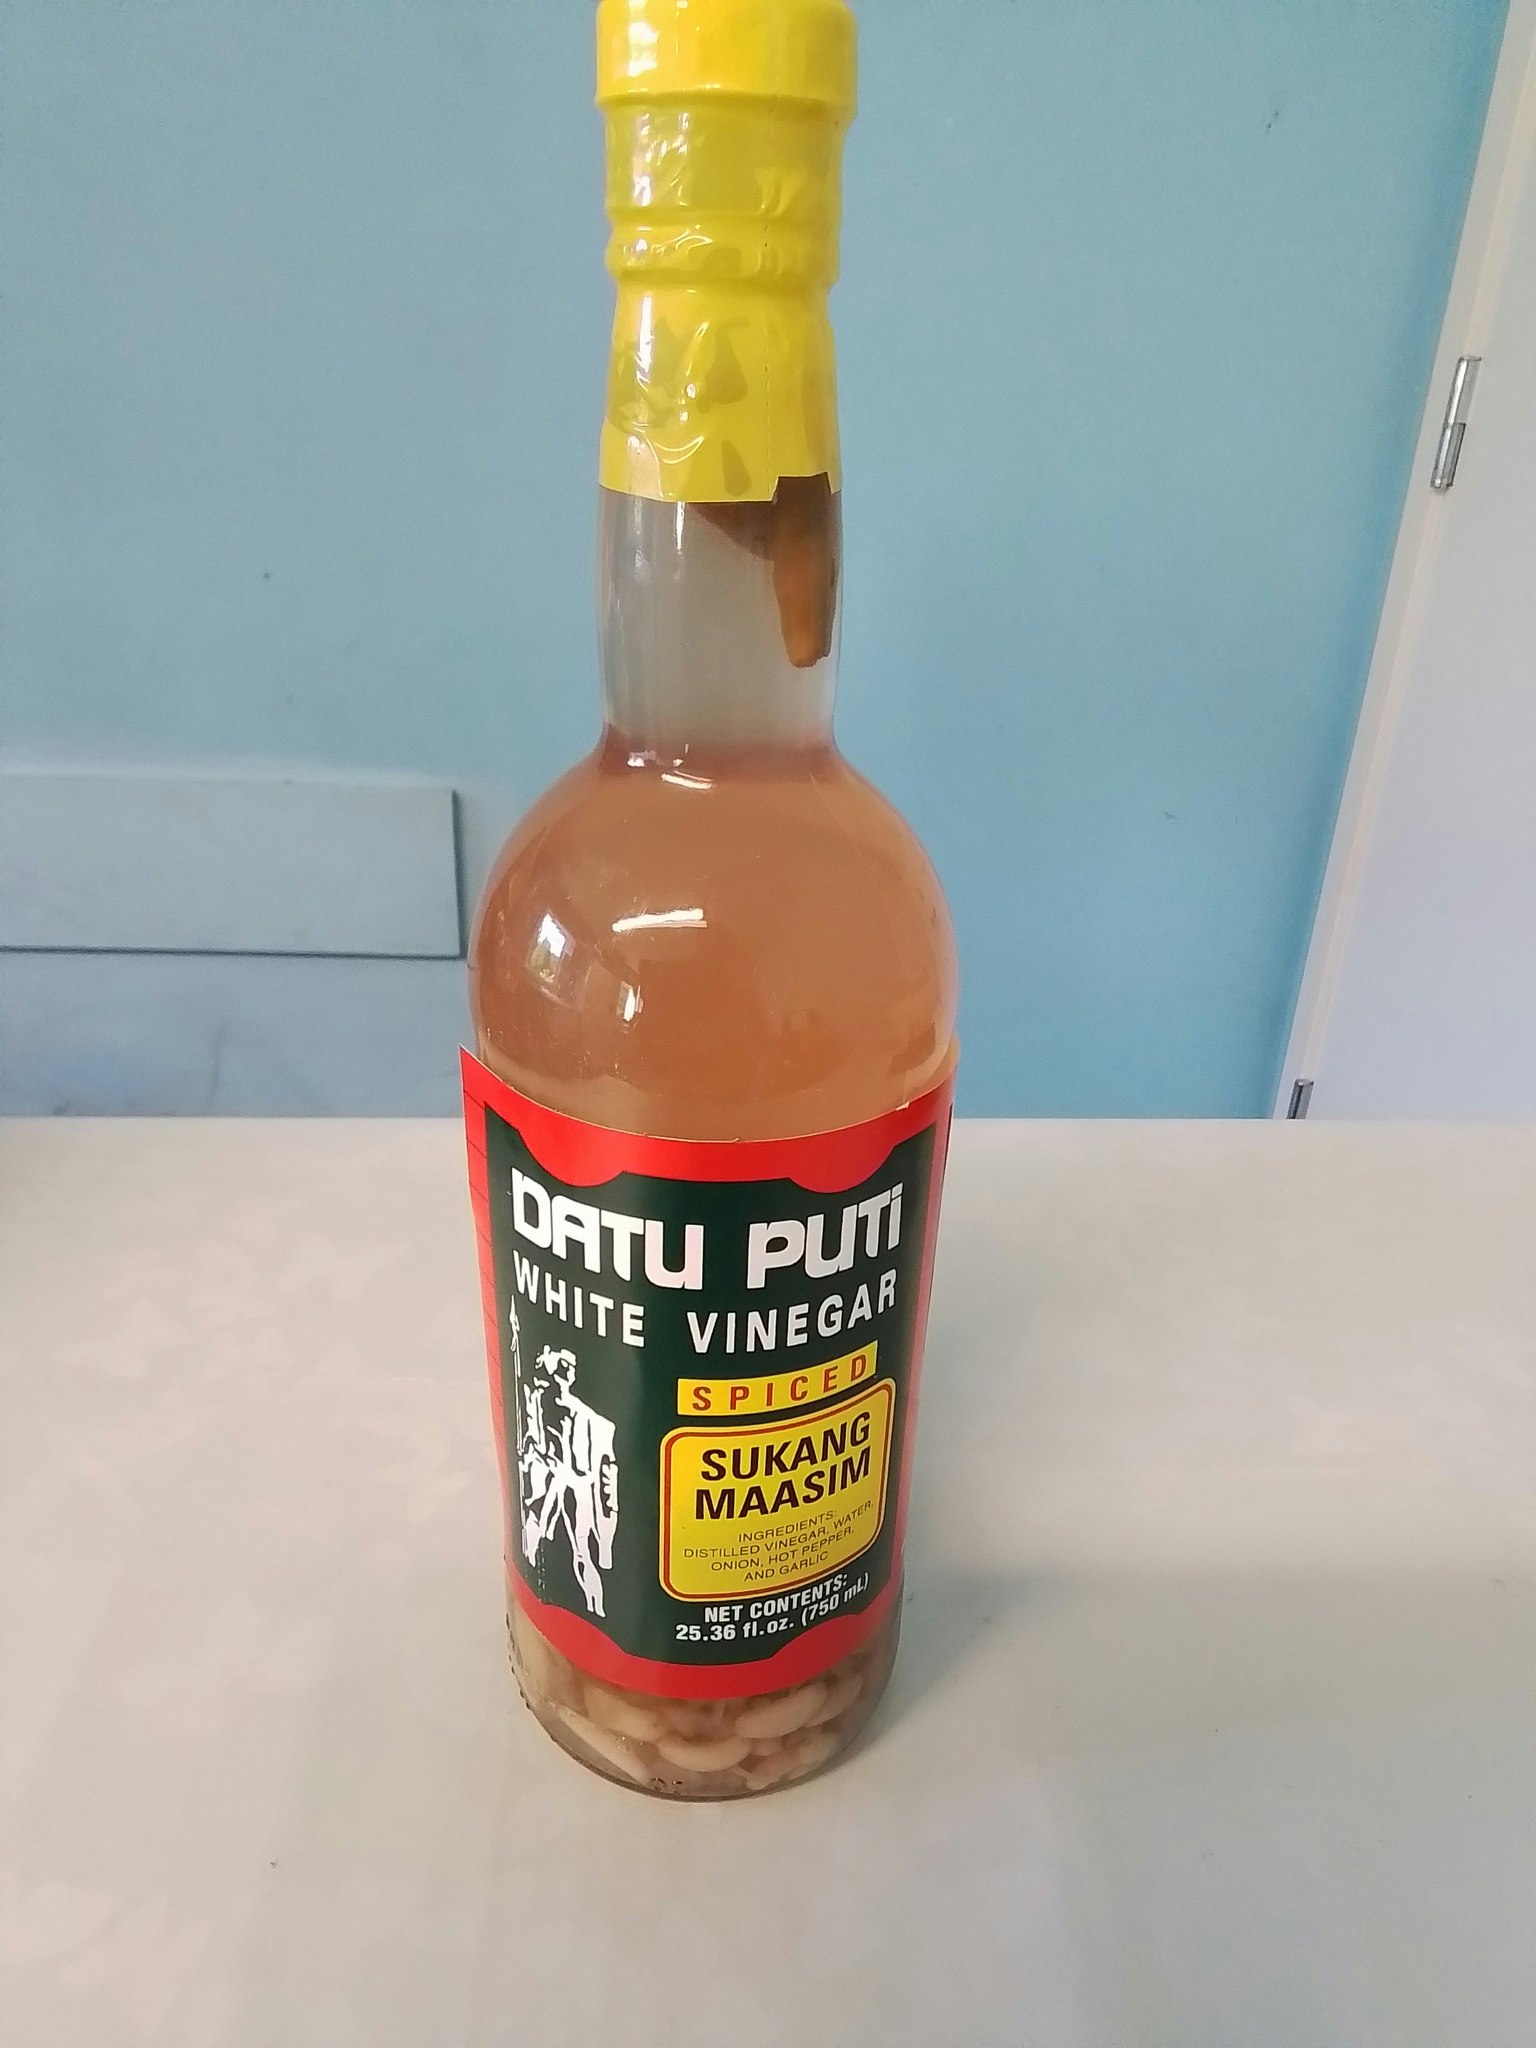 DATU PUTi
WHITE VINEGAR
SPICED
SUKANG
MAASIM
INGREDIENTS:
DISTILLED VINEGAR, WATER,
ONION, HOT PEPPER,
AND GARLIC
NET CONTENTS:
25.36 fl.oz. (750 mL)